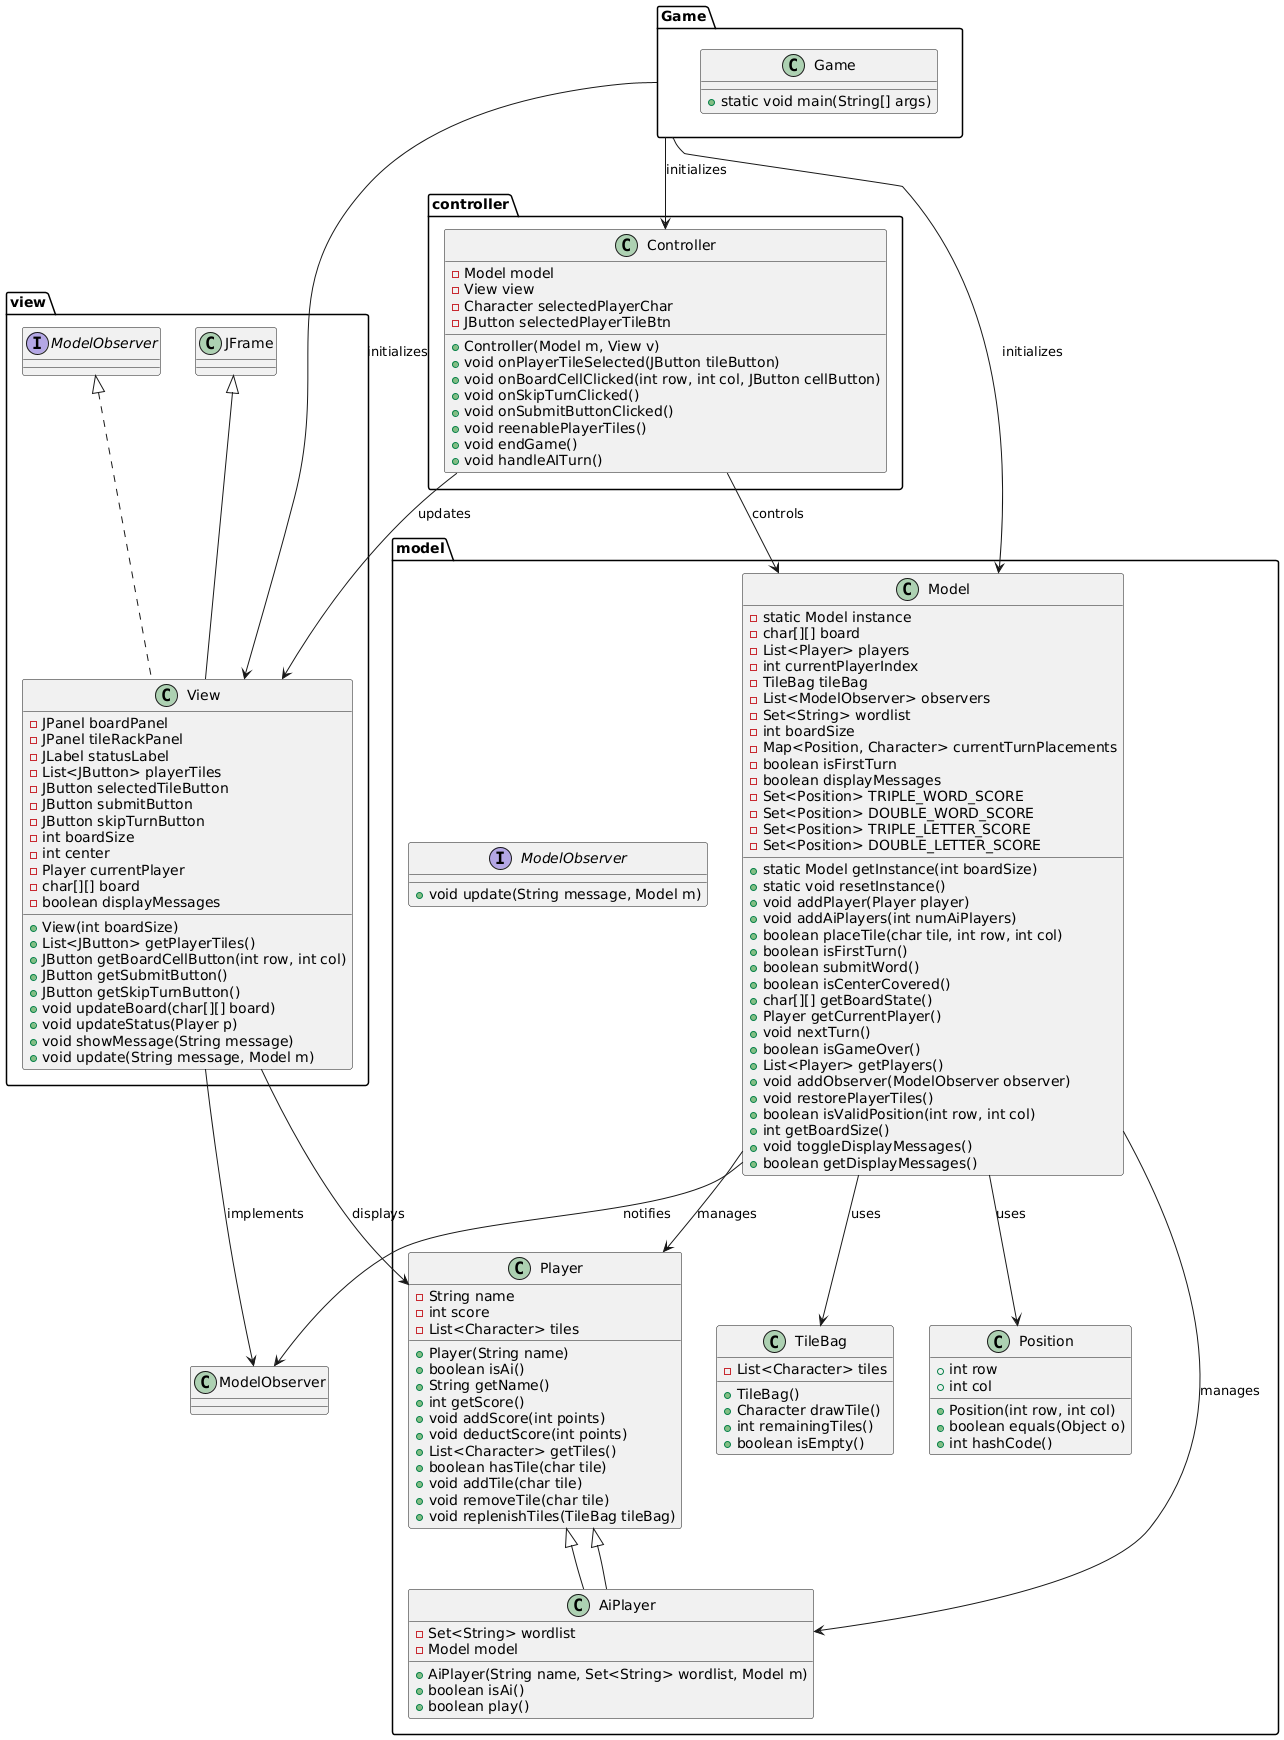 Game
C Game
static void main(String[] args)
initializes
controller
C Controller
Model model
View view
Character selectedPlayerChar
JButton selectedPlayerTileBtn
Controller(Model m, View v)
void onPlayerTileSelected(JButton tileButton)
void onBoardCellClicked(int row, int col, JButton cellButton)
void onSkipTurnClicked()
void onSubmitButtonClicked()
void reenablePlayerTiles()
void endGame()
void handleAITurn()
view
I ModelObserver
C JFrame
initializes
initializes
updates
controls
C View
JPanel boardPanel
JPanel tileRackPanel
JLabel statusLabel
List<JButton> playerTiles
JButton selectedTileButton
JButton submitButton
JButton skipTurnButton
int boardSize
int center
Player currentPlayer
char[][] board
boolean displayMessages
View(int boardSize)
List<JButton> getPlayerTiles()
JButton getBoardCellButton(int row, int col)
JButton getSubmitButton()
JButton getSkipTurnButton()
void updateBoard(char[][] board)
void updateStatus(Player p)
void showMessage(String message)
void update(String message, Model m)
model
I ModelObserver
void update(String message, Model m)
C Model
static Model instance
char[][] board
List<Player> players
int currentPlayerIndex
TileBag tileBag
List<ModelObserver> observers
Set<String> wordlist
int boardSize
Map<Position, Character> currentTurnPlacements
boolean isFirstTurn
boolean displayMessages
Set<Position> TRIPLE_WORD_SCORE
Set<Position> DOUBLE_WORD_SCORE
Set<Position> TRIPLE_LETTER_SCORE
Set<Position> DOUBLE_LETTER_SCORE
static Model getInstance(int boardSize)
static void resetInstance()
void addPlayer(Player player)
void addAiPlayers(int numAiPlayers)
boolean placeTile(char tile, int row, int col)
boolean isFirstTurn()
boolean submitWord()
boolean isCenterCovered()
char[][] getBoardState()
Player getCurrentPlayer()
void nextTurn()
boolean isGameOver()
List<Player> getPlayers()
void addObserver(ModelObserver observer)
void restorePlayerTiles()
boolean isValidPosition(int row, int col)
int getBoardSize()
void toggleDisplayMessages()
boolean getDisplayMessages()
implements
displays
notifies
manages
uses
uses
manages
C ModelObserver
C Player
String name
int score
List<Character> tiles
Player(String name)
boolean isAi()
String getName()
int getScore()
void addScore(int points)
void deductScore(int points)
List<Character> getTiles()
boolean hasTile(char tile)
void addTile(char tile)
void removeTile(char tile)
void replenishTiles(TileBag tileBag)
C TileBag
List<Character> tiles
TileBag()
Character drawTile()
int remainingTiles()
boolean isEmpty()
C Position
int row
int col
Position(int row, int col)
boolean equals(Object o)
int hashCode()
C AiPlayer
Set<String> wordlist
Model model
AiPlayer(String name, Set<String> wordlist, Model m)
boolean isAi()
boolean play()